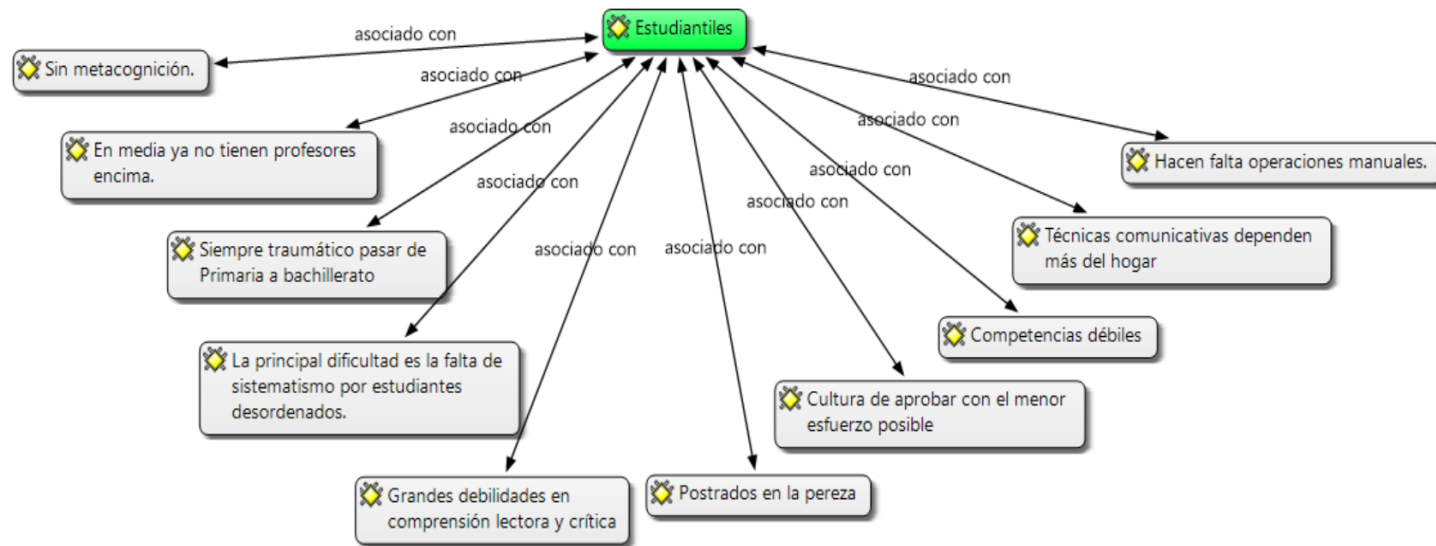 Estudiantiles
asociado con
Sin metacognición.
asociado con
asociado con
En media ya no tienen profesores
encima.
asociado con
asociado con
Hacen falta operaciones manuales.
asociado con
asociado con
asociado con
Siempre traumático pasar de
Primaria a bachillerato
Técnicas comunicativas dependen
más del hogar
asociado con
asociado con
Competencias débiles
La principal dificultad es la falta de
sistematismo por estudiantes
desordenados.
Cultura de aprobar con el menor
esfuerzo posible
Grandes debilidades en
comprensión lectora y crítica
Postrados en la pereza